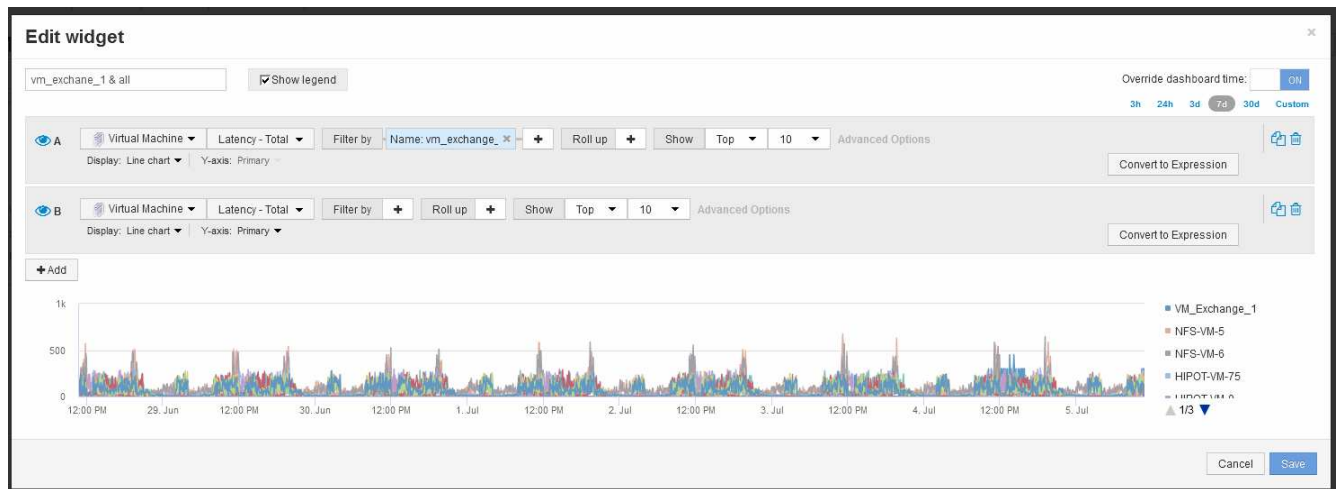 Edit widget
vm_exchane_1 & all
Show legend
Override dashboard time: ON
3h 24h 3d 7d 30d Custom
A Virtual Machine Latency - Total Filter by Name: vm_exchange_ Roll up Show Top 10 Advanced Options
Display: Line chart Y-axis: Primary
Convert to Expression
B Virtual Machine Latency - Total Filter by Roll up Show Top 10 Advanced Options
Display: Line chart Y-axis: Primary
Convert to Expression
+ Add
1k
500
0
12:00 PM 29. Jun 12:00 PM 30. Jun 12:00 PM 1. Jul 12:00 PM 2. Jul 12:00 PM 3. Jul 12:00 PM 4. Jul 12:00 PM 5. Jul
VM_Exchange_1
NFS-VM-5
NFS-VM-6
HIPOT-VM-75
1/3
Cancel Save